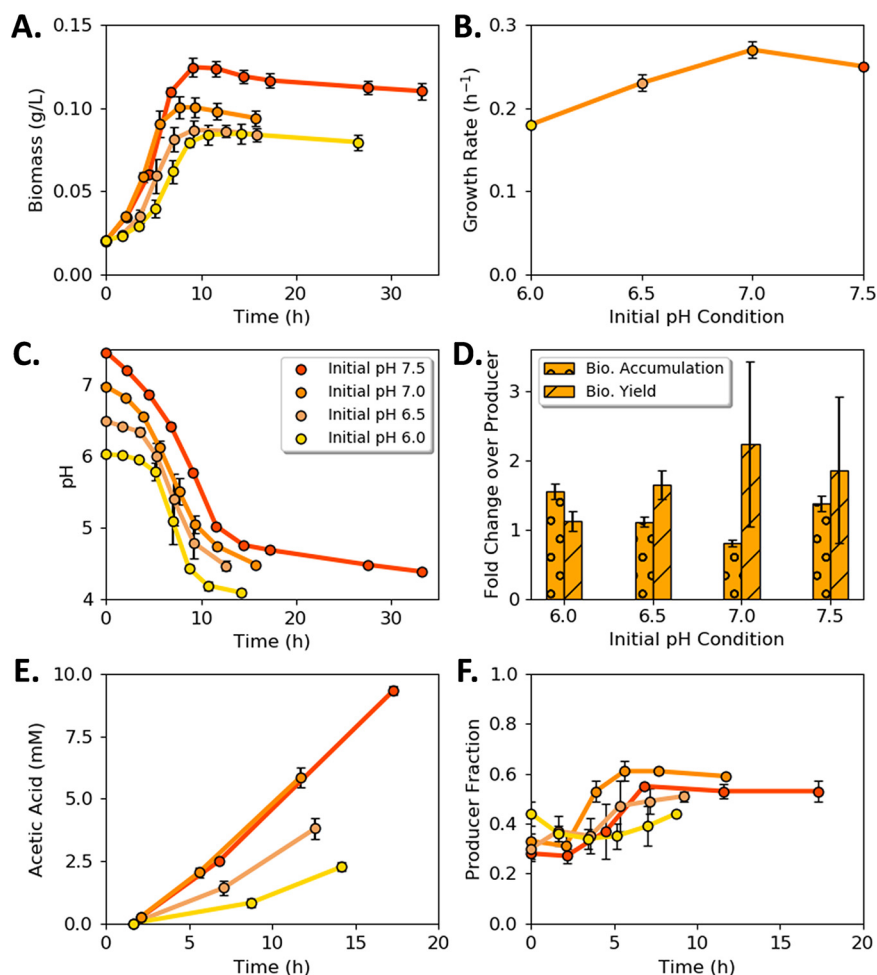 A.
0.15
0.10
0.05
0.00
Biomass (g/L)
0
10
20
30
Time (h)
B.
0.3
0.2
0.1
0.0
Growth Rate (h⁻¹)
6.0
6.5
7.0
7.5
Initial pH Condition
C.
7
6
5
4
pH
Initial pH 7.5
Initial pH 7.0
Initial pH 6.5
Initial pH 6.0
0
10
20
30
Time (h)
D.
3
2
1
0
Fold Change over Producer
Bio. Accumulation
Bio. Yield
6.0
6.5
7.0
7.5
Initial pH Condition
E.
10.0
7.5
5.0
2.5
0.0
Acetic Acid (mM)
0
5
10
15
20
Time (h)
F.
1.0
0.8
0.6
0.4
0.2
0.0
Producer Fraction
0
5
10
15
20
Time (h)